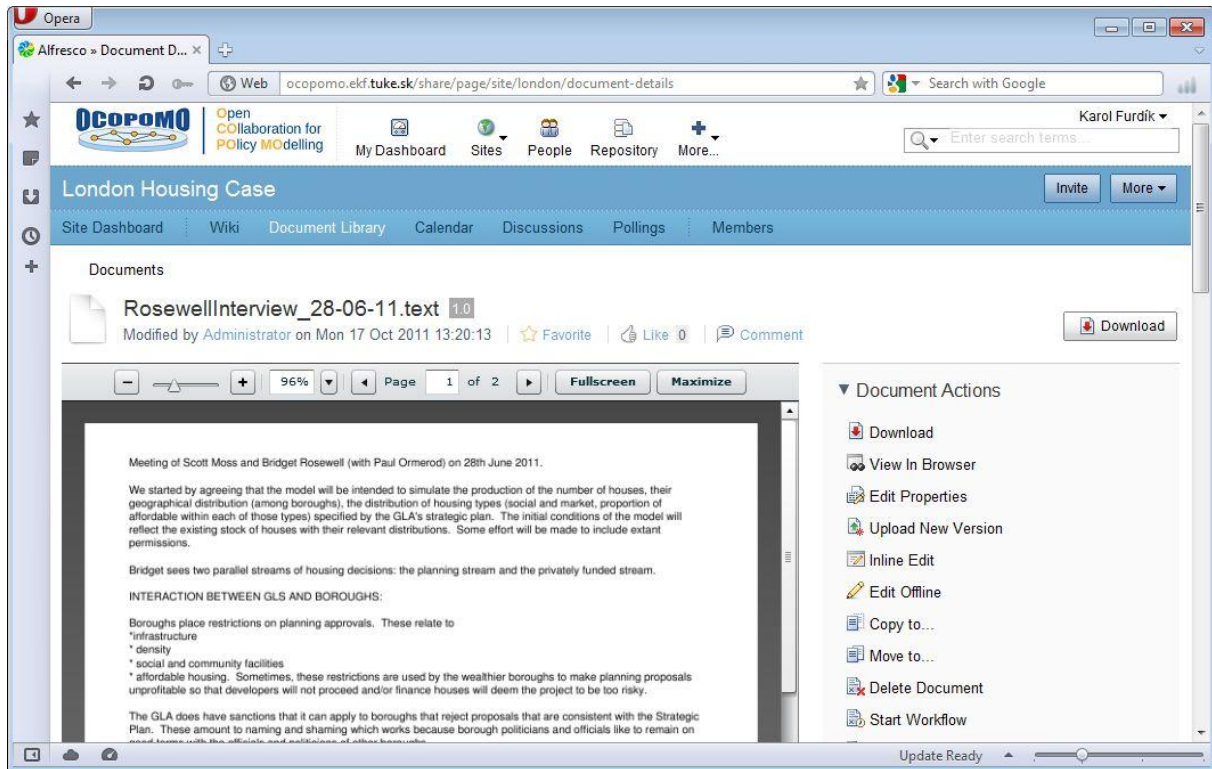 Opera
Alfresco » Document D...
Web ocopomo.ekf.tuke.sk/share/page/site/london/document-details
Search with Google
OCOPOMO
Open
COllaboration for
POlicy MOdelling
My Dashboard Sites People Repository More...
Karol Furdík
Enter search terms...
London Housing Case
Invite More
Site Dashboard Wiki Document Library Calendar Discussions Pollings Members
Documents
RosewellInterview_28-06-11.text 1.0
Modified by Administrator on Mon 17 Oct 2011 13:20:13 Favorite Like 0 Comment
Download
96% Page 1 of 2 Fullscreen Maximize
Meeting of Scott Moss and Bridget Rosewell (with Paul Ormerod) on 28th June 2011.
We started by agreeing that the model will be intended to simulate the production of the number of houses, their
geographical distribution (among boroughs), the distribution of housing types (social and market, proportion of
affordable within each of those types) specified by the GLA's strategic plan. The initial conditions of the model will
reflect the existing stock of houses with their relevant distributions. Some effort will be made to include extant
permissions.
Bridget sees two parallel streams of housing decisions: the planning stream and the privately funded stream.
INTERACTION BETWEEN GLS AND BOROUGHS:
Boroughs place restrictions on planning approvals. These relate to
*infrastructure
* density
* social and community facilities
* affordable housing. Sometimes, these restrictions are used by the wealthier boroughs to make planning proposals
unprofitable so that developers will not proceed and/or finance houses will deem the project to be too risky.
The GLA does have sanctions that it can apply to boroughs that reject proposals that are consistent with the Strategic
Plan. These amount to naming and shaming which works because borough politicians and officials like to remain on
good terms with the officials and politicians of other boroughs
Document Actions
Download
View In Browser
Edit Properties
Upload New Version
Inline Edit
Edit Offline
Copy to...
Move to...
Delete Document
Start Workflow
Update Ready